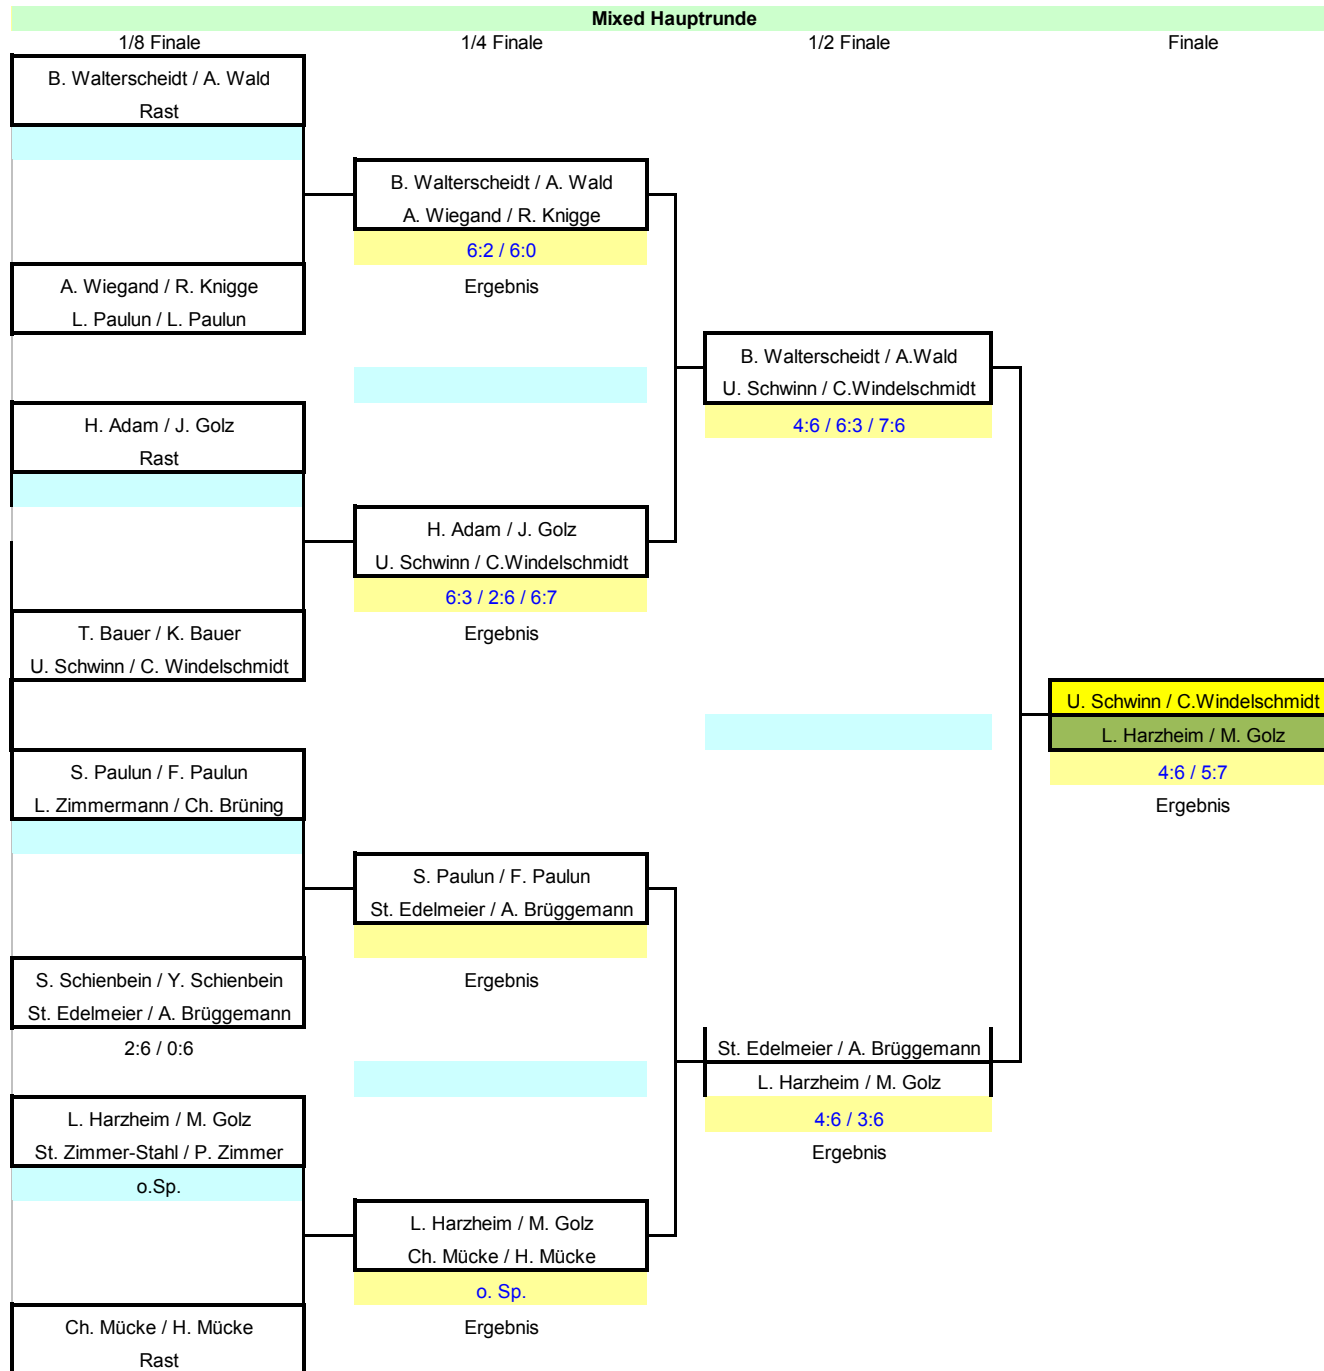 Mixed Hauptrunde
1/8 Finale 1/4 Finale 1/2 Finale Finale
B. Walterscheidt / A. Wald
Rast
B. Walterscheidt / A. Wald
A. Wiegand / R. Knigge
6:2 / 6:0
A. Wiegand / R. Knigge
Ergebnis
L. Paulun / L. Paulun
B. Walterscheidt / A.Wald
U. Schwinn / C.Windelschmidt
H. Adam / J. Golz
4:6 / 6:3 / 7:6
Rast
H. Adam / J. Golz
U. Schwinn / C.Windelschmidt
6:3 / 2:6 / 6:7
T. Bauer / K. Bauer
Ergebnis
U. Schwinn / C. Windelschmidt
U. Schwinn / C.Windelschmidt
L. Harzheim / M. Golz
S. Paulun / F. Paulun
4:6 / 5:7
L. Zimmermann / Ch. Brüning
Ergebnis
S. Paulun / F. Paulun
St. Edelmeier / A. Brüggemann
S. Schienbein / Y. Schienbein
Ergebnis
St. Edelmeier / A. Brüggemann
2:6 / 0:6
St. Edelmeier / A. Brüggemann
L. Harzheim / M. Golz
L. Harzheim / M. Golz
4:6 / 3:6
St. Zimmer-Stahl / P. Zimmer
Ergebnis
o.Sp.
L. Harzheim / M. Golz
Ch. Mücke / H. Mücke
o. Sp.
Ch. Mücke / H. Mücke
Ergebnis
Rast